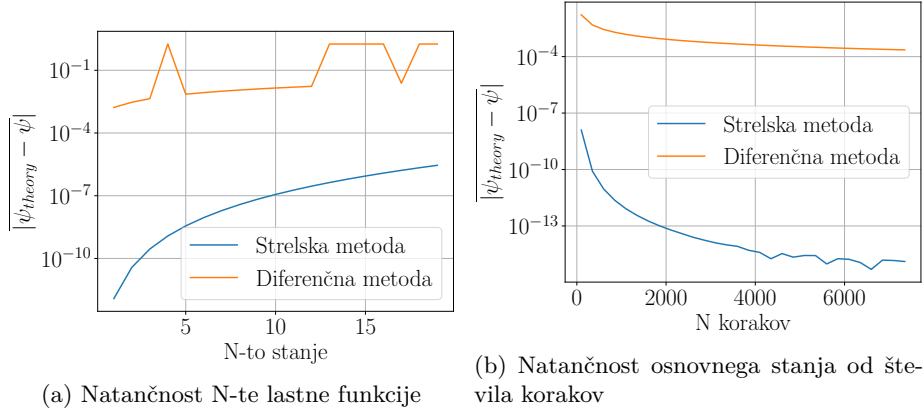 |ψ_theory − ψ|
10⁻¹
10⁻⁴
10⁻⁷
10⁻¹⁰
Strelska metoda
Diferenčna metoda
5
10
15
N-to stanje
(a) Natančnost N-te lastne funkcije
|ψ_theory − ψ|
10⁻⁴
10⁻⁷
10⁻¹⁰
10⁻¹³
Strelska metoda
Diferenčna metoda
0
2000
4000
6000
N korakov
(b) Natančnost osnovnega stanja od šte-
vila korakov